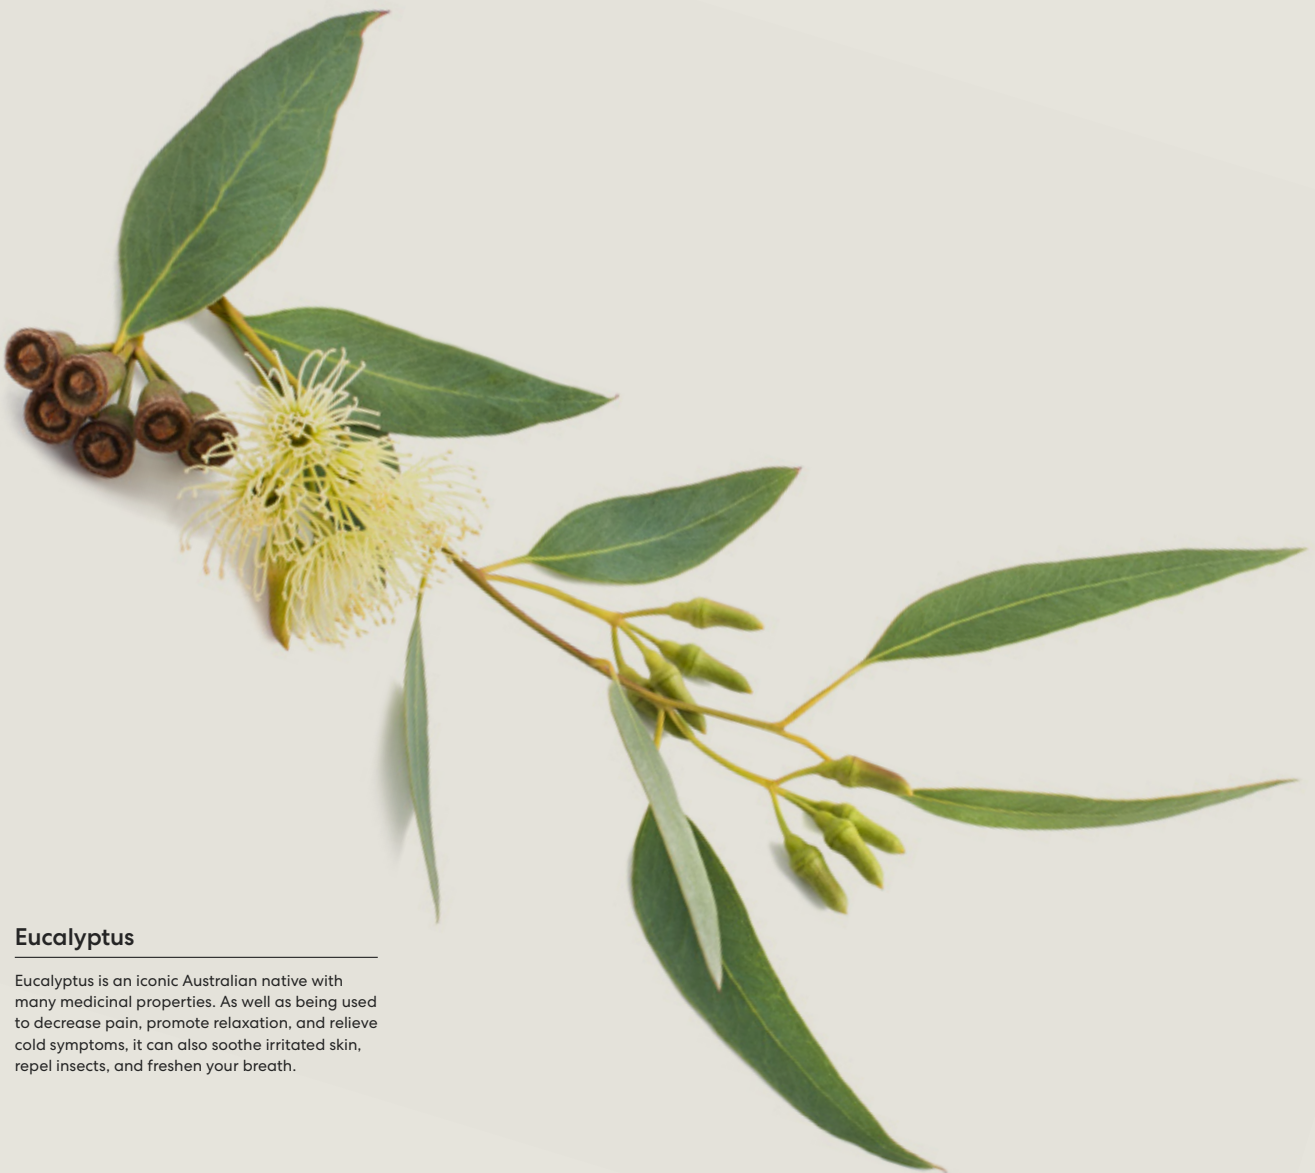 Eucalyptus
Eucalyptus is an iconic Australian native with
many medicinal properties. As well as being used
to decrease pain, promote relaxation, and relieve
cold symptoms, it can also soothe irritated skin,
repel insects, and freshen your breath.